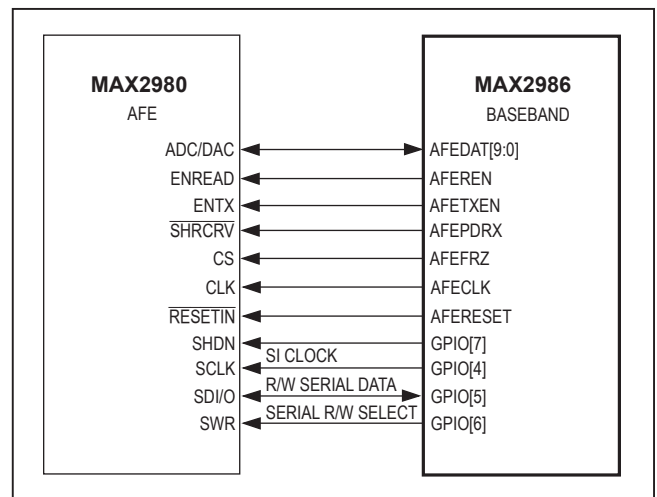 MAX2980
AFE
MAX2986
BASEBAND
ADC/DAC AFEDAT[9:0]
ENREAD AFEREN
ENTX AFETXEN
SHRCRV AFEPDRX
CS AFEFRZ
CLK AFECLK
RESETIN AFERESET
SHDN GPIO[7]
SCLK SI CLOCK GPIO[4]
SDI/O R/W SERIAL DATA GPIO[5]
SWR SERIAL R/W SELECT GPIO[6]